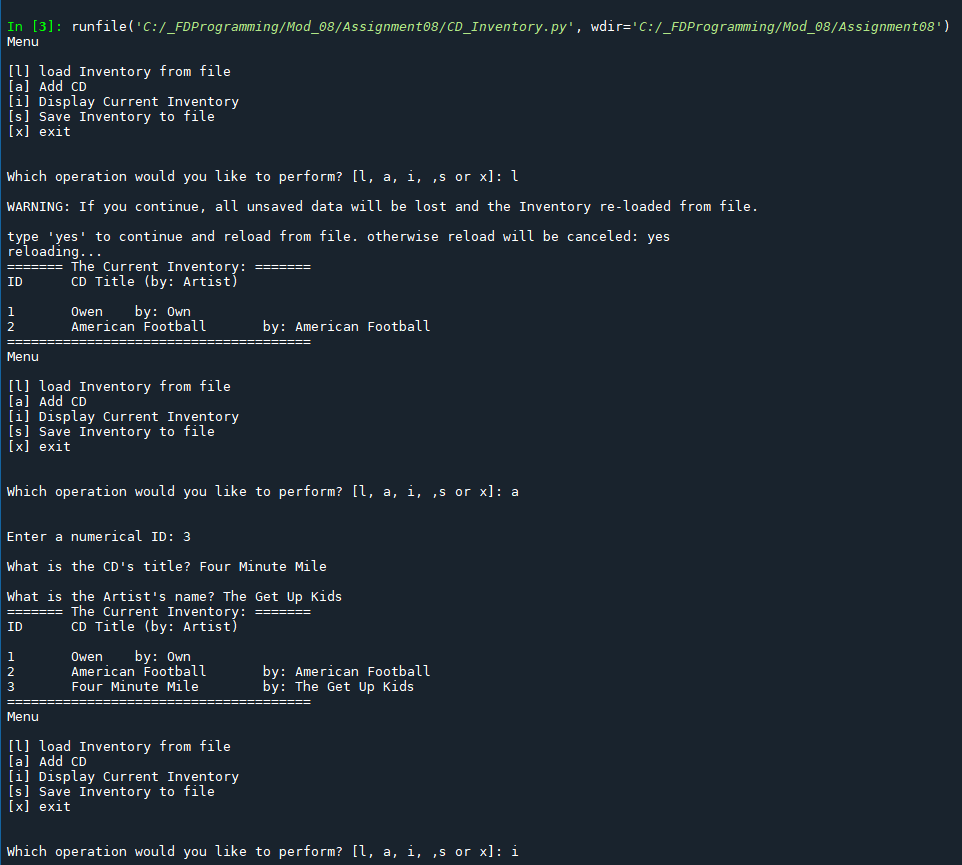 In [3]: runfile('C:/_FDProgramming/Mod_08/Assignment08/CD_Inventory.py', wdir='C:/_FDProgramming/Mod_08/Assignment08')
Menu
[l] load Inventory from file
[a] Add CD
[i] Display Current Inventory
[s] Save Inventory to file
[x] exit
Which operation would you like to perform? [l, a, i, ,s or x]: l
WARNING: If you continue, all unsaved data will be lost and the Inventory re-loaded from file.
type 'yes' to continue and reload from file. otherwise reload will be canceled: yes
reloading...
======= The Current Inventory: =======
ID      CD Title (by: Artist)
1       Owen    by: Own
2       American Football       by: American Football
======================================
Menu
[l] load Inventory from file
[a] Add CD
[i] Display Current Inventory
[s] Save Inventory to file
[x] exit
Which operation would you like to perform? [l, a, i, ,s or x]: a
Enter a numerical ID: 3
What is the CD's title? Four Minute Mile
What is the Artist's name? The Get Up Kids
======= The Current Inventory: =======
ID      CD Title (by: Artist)
1       Owen    by: Own
2       American Football       by: American Football
3       Four Minute Mile        by: The Get Up Kids
======================================
Menu
[l] load Inventory from file
[a] Add CD
[i] Display Current Inventory
[s] Save Inventory to file
[x] exit
Which operation would you like to perform? [l, a, i, ,s or x]: i